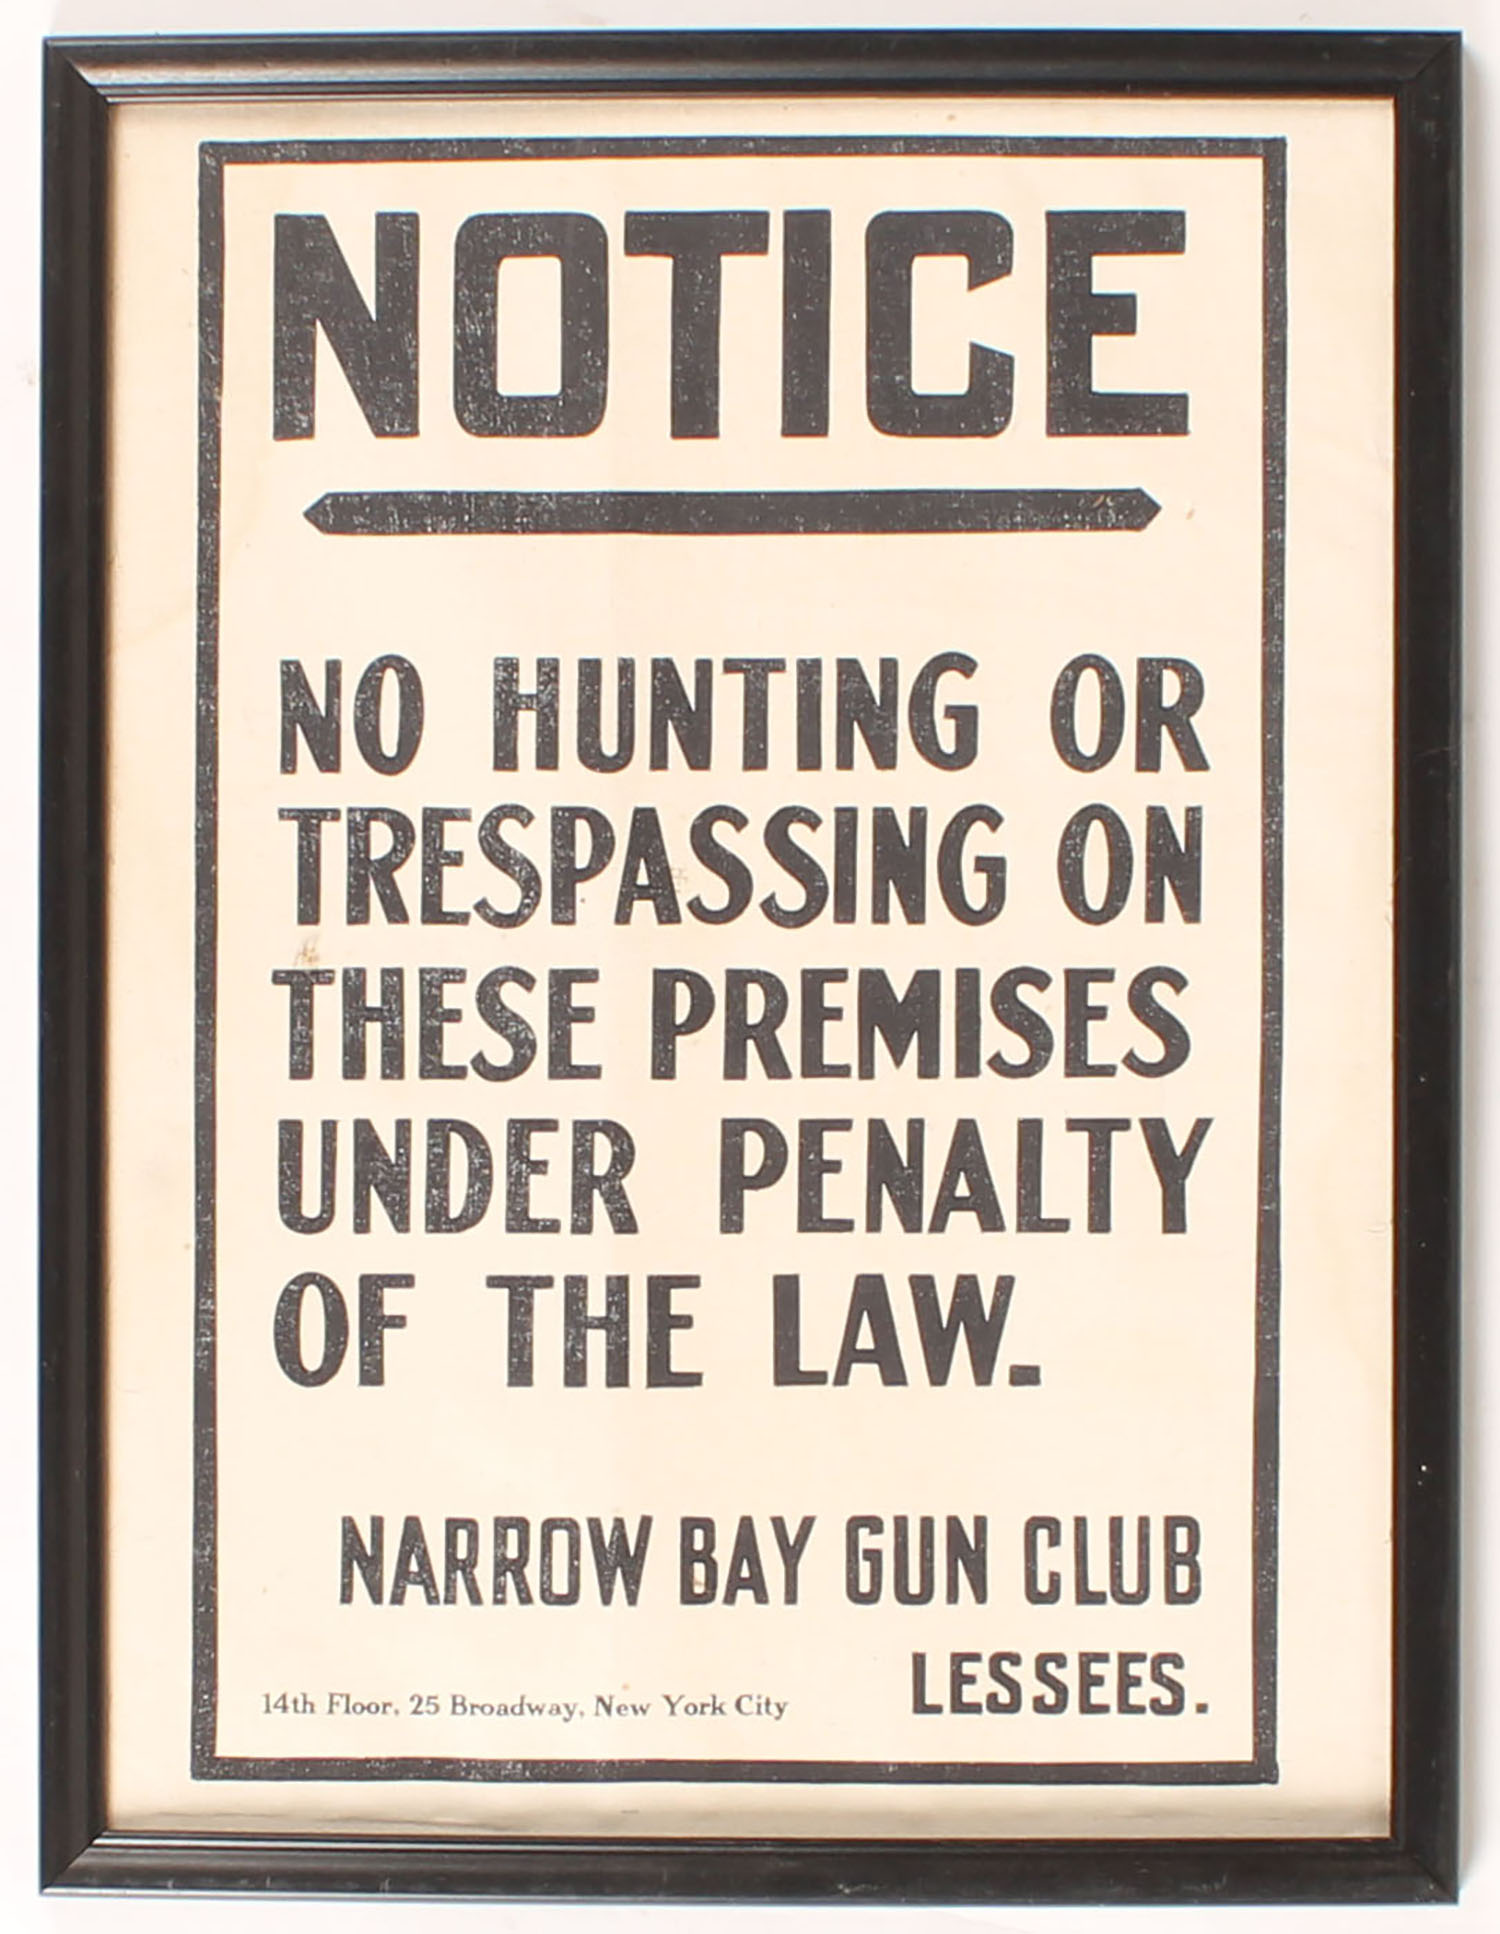 NOTICE
NO HUNTING OR
TRESPASSING ON
THESE PREMISES
UNDER PENALTY
OF THE LAW.
NARROW BAY GUN CLUB
LESSEES.
14th Floor, 25 Broadway, New York City